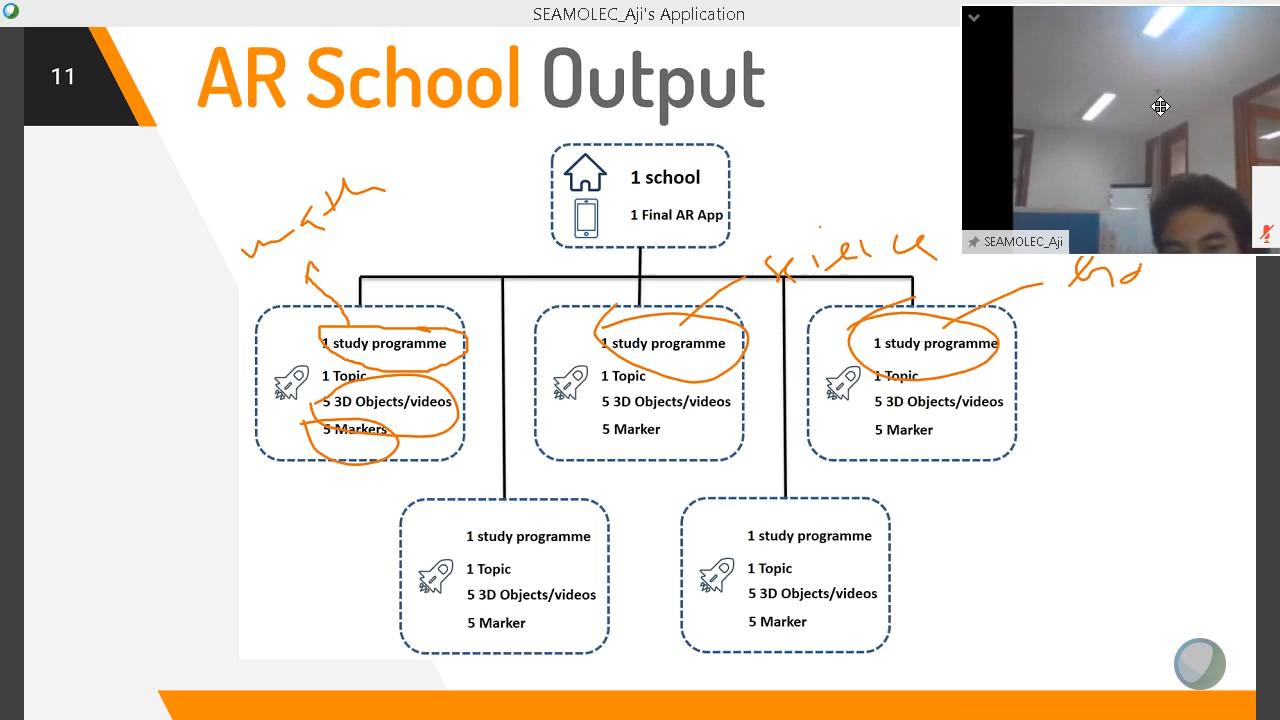 SEAMOLEC_Aji's Application
11
AR School Output
1 school
1 Final AR App
SEAMOLEC_Aji
math
science
1 study programme
1 Topic
5 3D Objects/videos
5 Markers
1 study programme
1 Topic
5 3D Objects/videos
5 Marker
1 study programme
1 Topic
5 3D Objects/videos
5 Marker
1 study programme
1 Topic
5 3D Objects/videos
5 Marker
1 study programme
1 Topic
5 3D Objects/videos
5 Marker